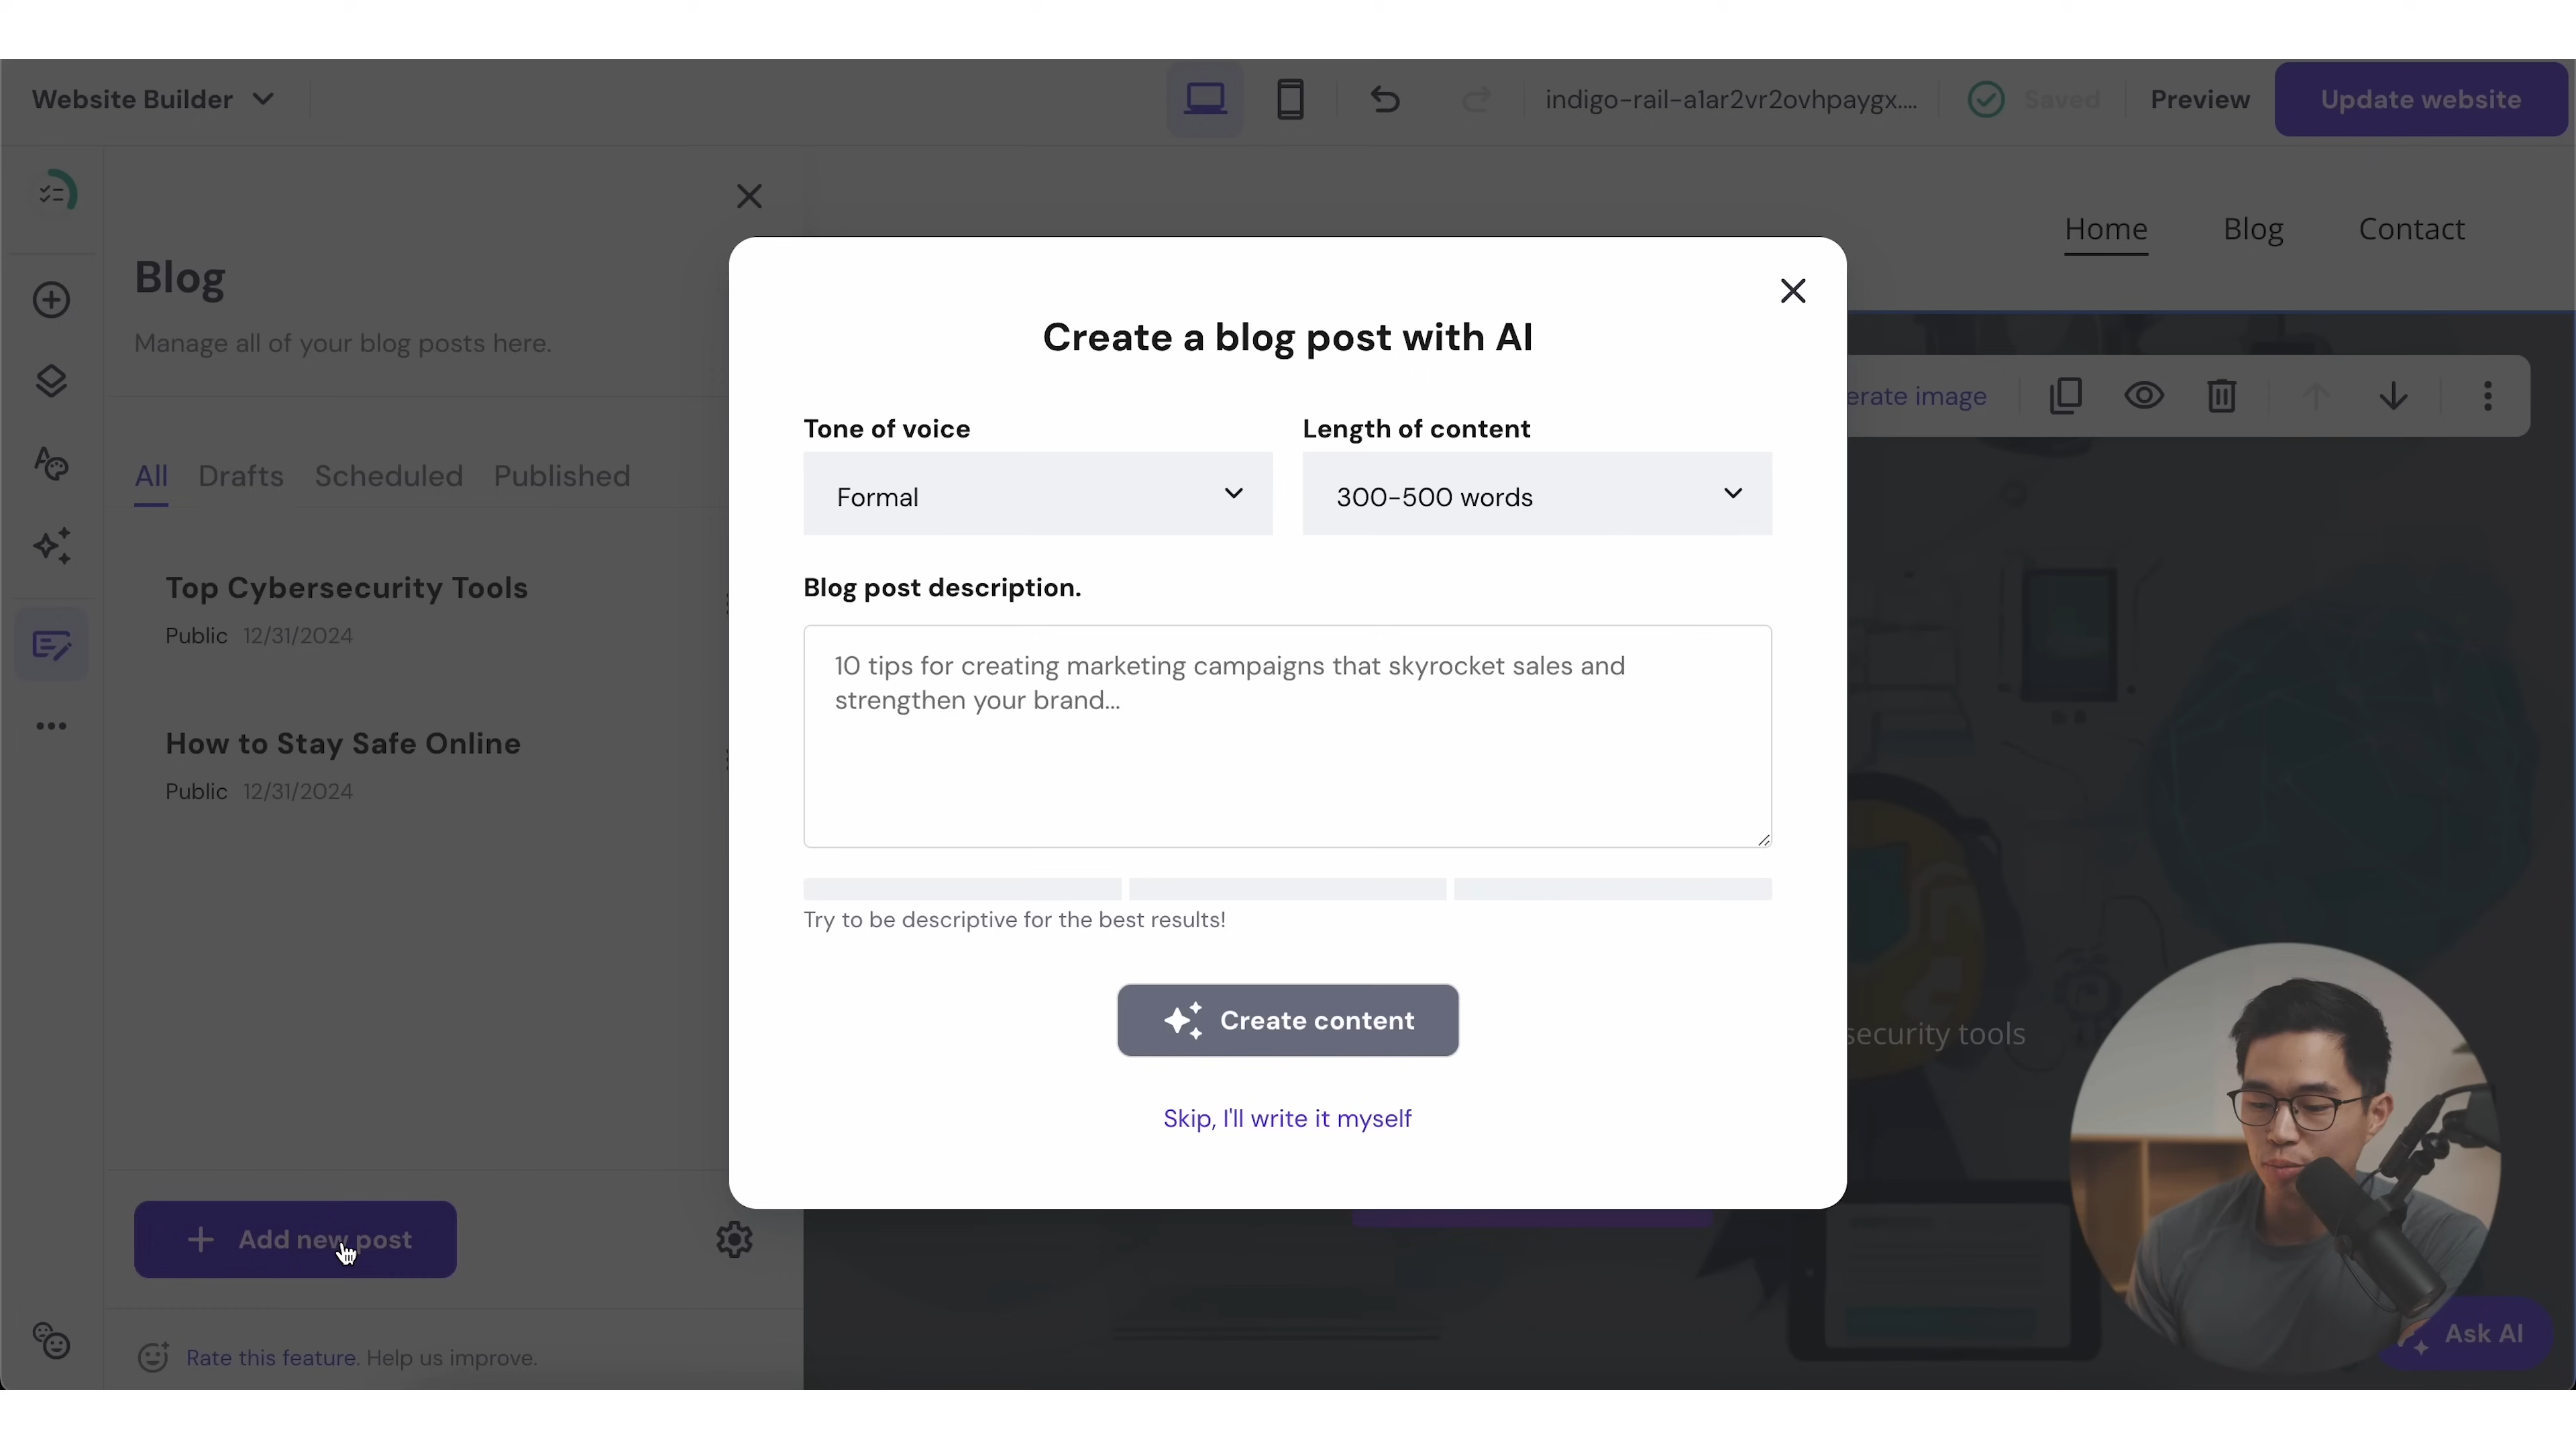 Website Builder
indigo-rail-a1ar2vr2ovhpaygx....
Saved
Preview
Update website
Home
Blog
Contact
Blog
Manage all of your blog posts here.
All
Drafts
Scheduled
Published
Top Cybersecurity Tools
Public 12/31/2024
How to Stay Safe Online
Public 12/31/2024
Add new post
Rate this feature. Help us improve.
Create a blog post with AI
Tone of voice
Formal
Length of content
300-500 words
Blog post description.
10 tips for creating marketing campaigns that skyrocket sales and
strengthen your brand...
Try to be descriptive for the best results!
Create content
Skip, I'll write it myself
erate image
security tools
Ask AI